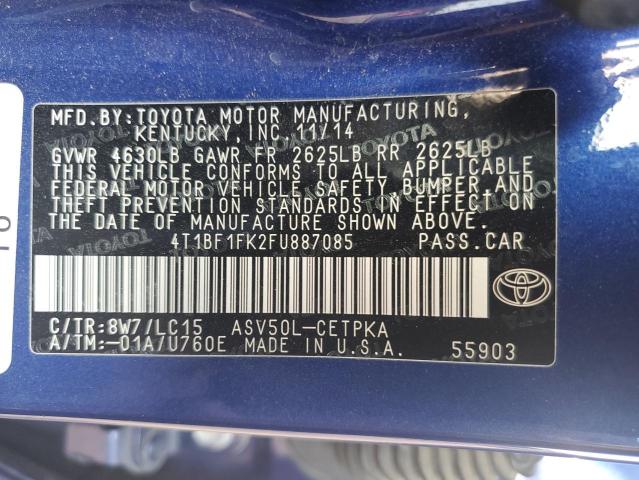 MFD.BY:TOYOTA MOTOR MANUFACTURING,
KENTUCKY, INC. 11/14
GVWR 4630LB GAWR FR 2625LB RR 2625LB
THIS VEHICLE CONFORMS TO ALL APPLICABLE
FEDERAL MOTOR VEHICLE SAFETY,BUMPER,AND
THEFT PREVENTION STANDARDS IN EFFECT ON
THE DATE OF MANUFACTURE SHOWN ABOVE.
4T1BF1FK2FU887085 PASS.CAR
C/TR:8W7/LC15 ASV50L-CETPKA
A/TM:-01A/U760E MADE IN U.S.A. 55903